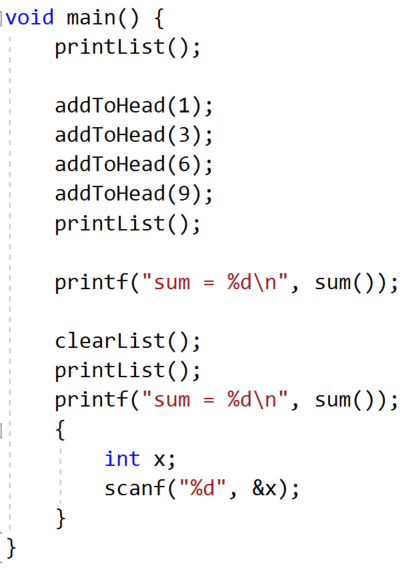 void main() {
    printList();

    addToHead(1);
    addToHead(3);
    addToHead(6);
    addToHead(9);
    printList();

    printf("sum = %d\n", sum());

    clearList();
    printList();
    printf("sum = %d\n", sum());
    {
        int x;
        scanf("%d", &x);
    }
}